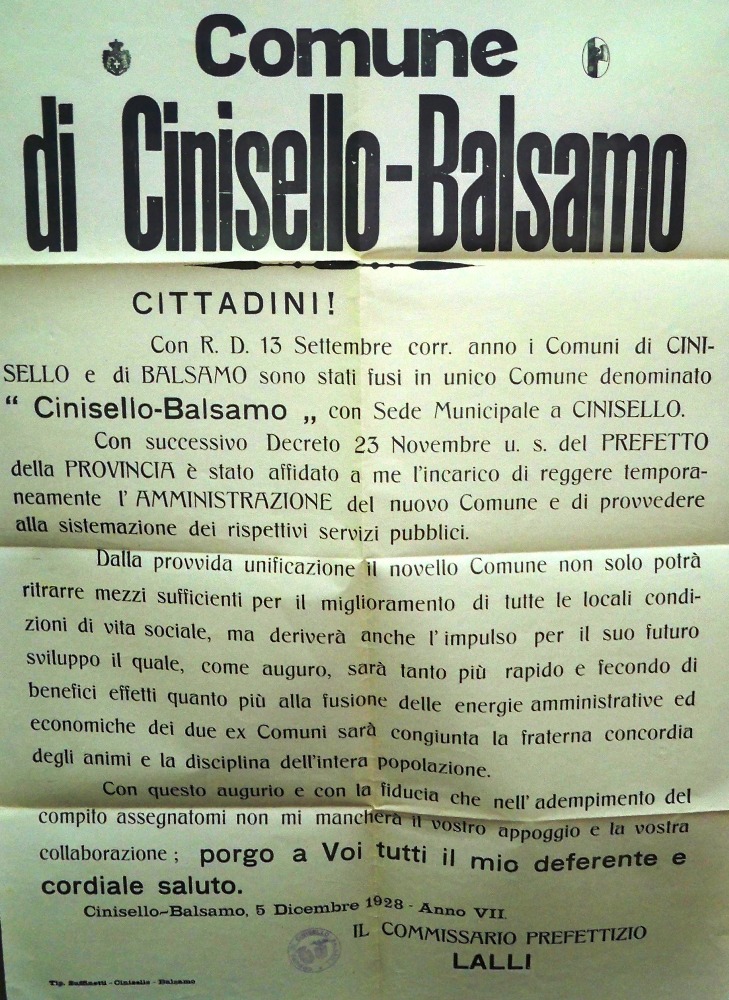 Comune
di Cinisello-Balsamo
CITTADINI!
Con R. D. 13 Settembre corr. anno i Comuni di CINI-
SELLO e di BALSAMO sono stati fusi in unico Comune denominato
“ Cinisello-Balsamo „ con Sede Municipale a CINISELLO.
Con successivo Decreto 23 Novembre u. s. del PREFETTO
della PROVINCIA è stato affidato a me l'incarico di reggere tempora-
neamente l'AMMINISTRAZIONE del nuovo Comune e di provvedere
alla sistemazione dei rispettivi servizi pubblici.
Dalla provvida unificazione il novello Comune non solo potrà
ritrarre mezzi sufficienti per il miglioramento di tutte le locali condi-
zioni di vita sociale, ma deriverà anche l'impulso per il suo futuro
sviluppo il quale, come auguro, sarà tanto più rapido e fecondo di
benefici effetti quanto più alla fusione delle energie amministrative ed
economiche dei due ex Comuni sarà congiunta la fraterna concordia
degli animi e la disciplina dell'intera popolazione.
Con questo augurio e con la fiducia che nell'adempimento del
compito assegnatomi non mi mancherà il vostro appoggio e la vostra
collaborazione; porgo a Voi tutti il mio deferente e
cordiale saluto.
Cinisello-Balsamo, 5 Dicembre 1928 - Anno VII
IL COMMISSARIO PREFETTIZIO
LALLI
Tip. Suffinetti - Cinisello - Balsamo